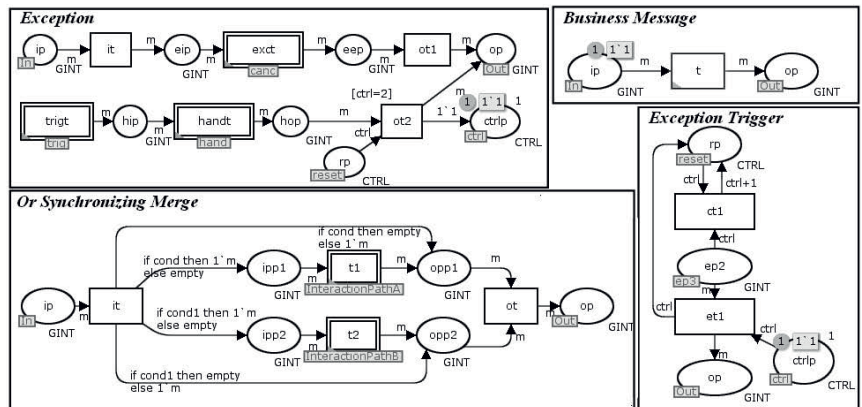 Exception
ip
In
GINT
m
it
m
eip
GINT
m
exct
canc
m
eep
GINT
m
ot1
m
op
Out
GINT
trigt
trig
m
hip
GINT
m
handt
hand
m
hop
GINT
m
[ctrl=2]
ctrl
rp
reset
CTRL
ot2
m
1`1
1
1`1
1
ctrlp
ctrl
CTRL
Business Message
1
1`1
ip
In
GINT
m
t
m
op
Out
GINT
Exception Trigger
rp
reset
CTRL
ctrl
ctrl+1
ct1
ctrl
ep2
ep3
GINT
m
ctrl
et1
ctrl
1
1`1
1
ctrlp
ctrl
CTRL
m
op
Out
GINT
Or Synchronizing Merge
if cond then empty
else 1`m
if cond then 1`m
else empty
ipp1
GINT
m
t1
InteractionPathA
m
opp1
GINT
m
ip
In
GINT
m
it
ot
m
op
Out
GINT
if cond1 then 1`m
else empty
ipp2
GINT
m
t2
InteractionPathB
m
opp2
GINT
m
if cond1 then empty
else 1`m